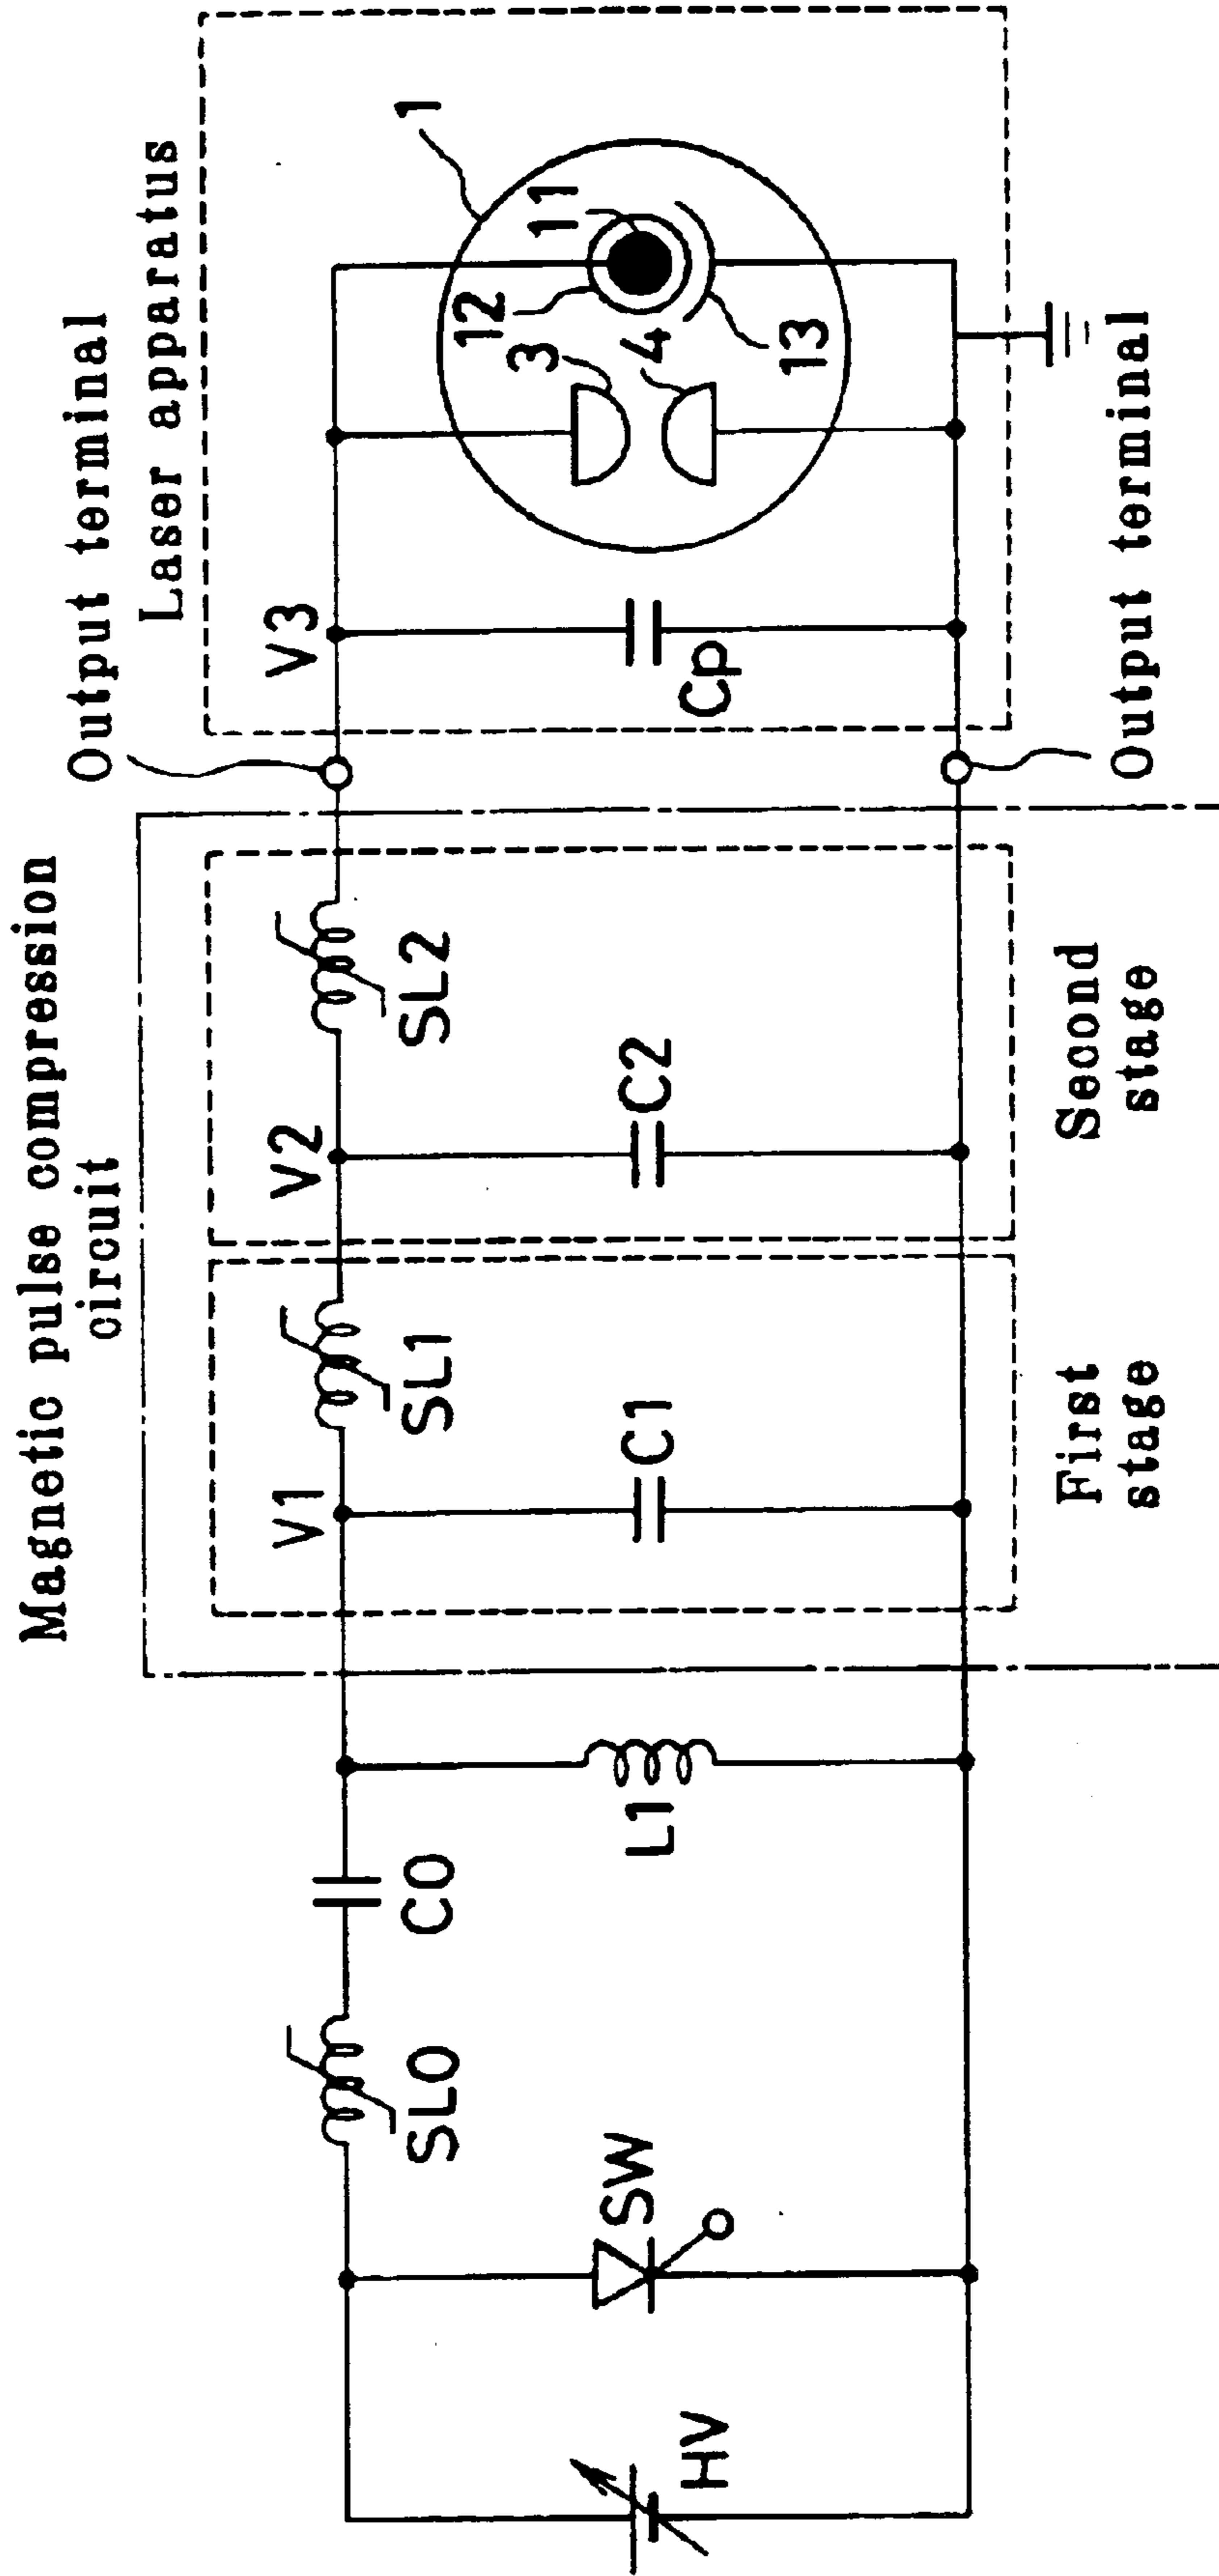 Magnetic pulse compression
circuit
Output terminal
Laser apparatus
V1
V2
V3
SL0
C0
SL1
SL2
HV
SW
L1
C1
C2
Cp
1
11
12
3
4
13
First
stage
Second
stage
Output terminal